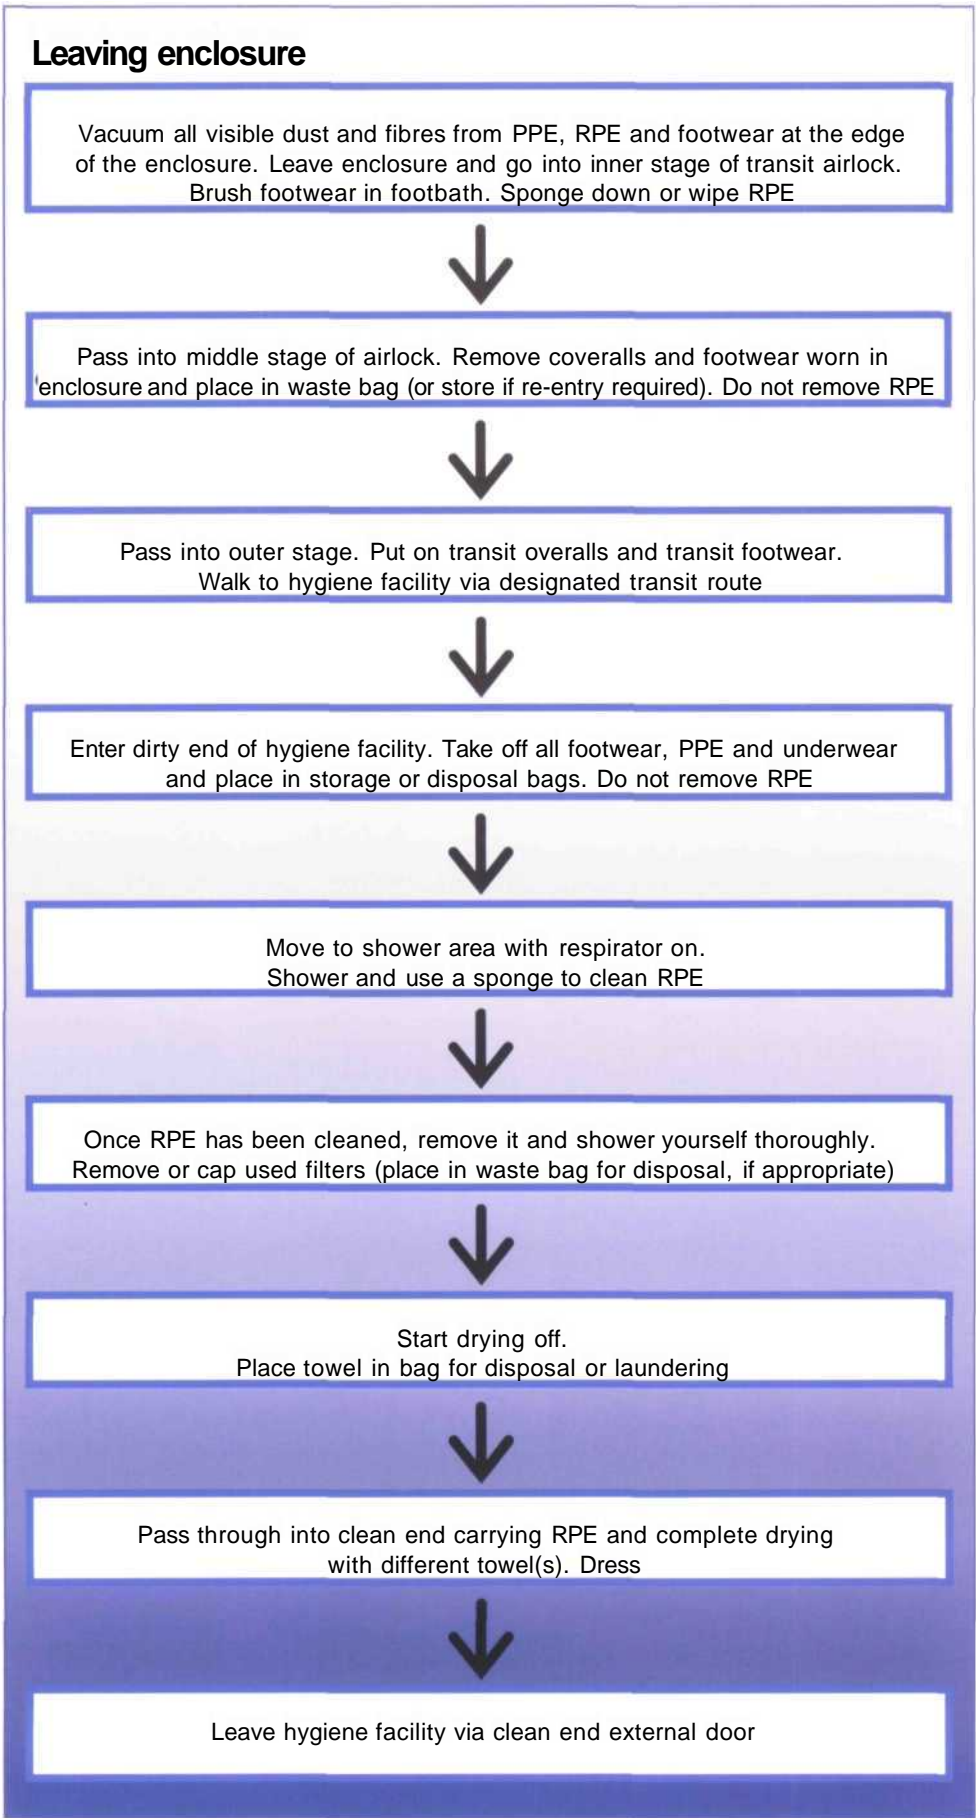 Leaving enclosure
Vacuum all visible dust and fibres from PPE, RPE and footwear at the edge
of the enclosure. Leave enclosure and go into inner stage of transit airlock.
Brush footwear in footbath. Sponge down or wipe RPE
Pass into middle stage of airlock. Remove coveralls and footwear worn in
enclosure and place in waste bag (or store if re-entry required). Do not remove RPE
Pass into outer stage. Put on transit overalls and transit footwear.
Walk to hygiene facility via designated transit route
Enter dirty end of hygiene facility. Take off all footwear, PPE and underwear
and place in storage or disposal bags. Do not remove RPE
Move to shower area with respirator on.
Shower and use a sponge to clean RPE
Once RPE has been cleaned, remove it and shower yourself thoroughly.
Remove or cap used filters (place in waste bag for disposal, if appropriate)
Start drying off.
Place towel in bag for disposal or laundering
Pass through into clean end carrying RPE and complete drying
with different towel(s). Dress
Leave hygiene facility via clean end external door